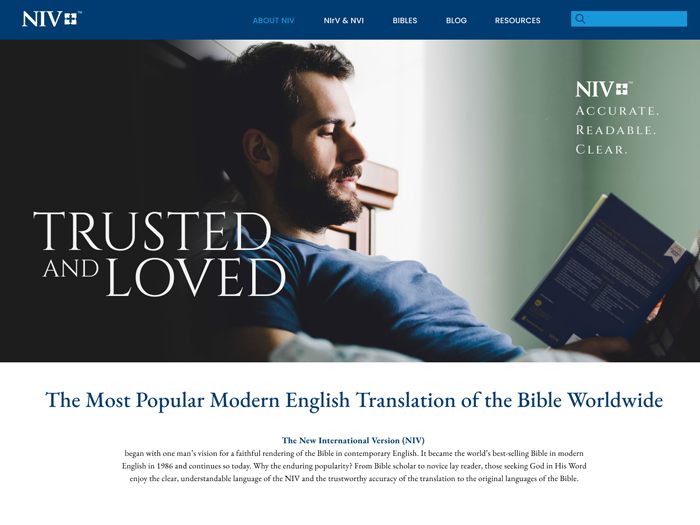 NIV™
ABOUT NIV
NIrV & NVI
BIBLES
BLOG
RESOURCES
NIV™
ACCURATE.
READABLE.
CLEAR.
TRUSTED
AND LOVED
The Most Popular Modern English Translation of the Bible Worldwide
The New International Version (NIV)
began with one man’s vision for a faithful rendering of the Bible in contemporary English. It became the world’s best-selling Bible in modern
English in 1986 and continues so today. Why the enduring popularity? From Bible scholar to novice lay reader, those seeking God in His Word
enjoy the clear, understandable language of the NIV and the trustworthy accuracy of the translation to the original languages of the Bible.